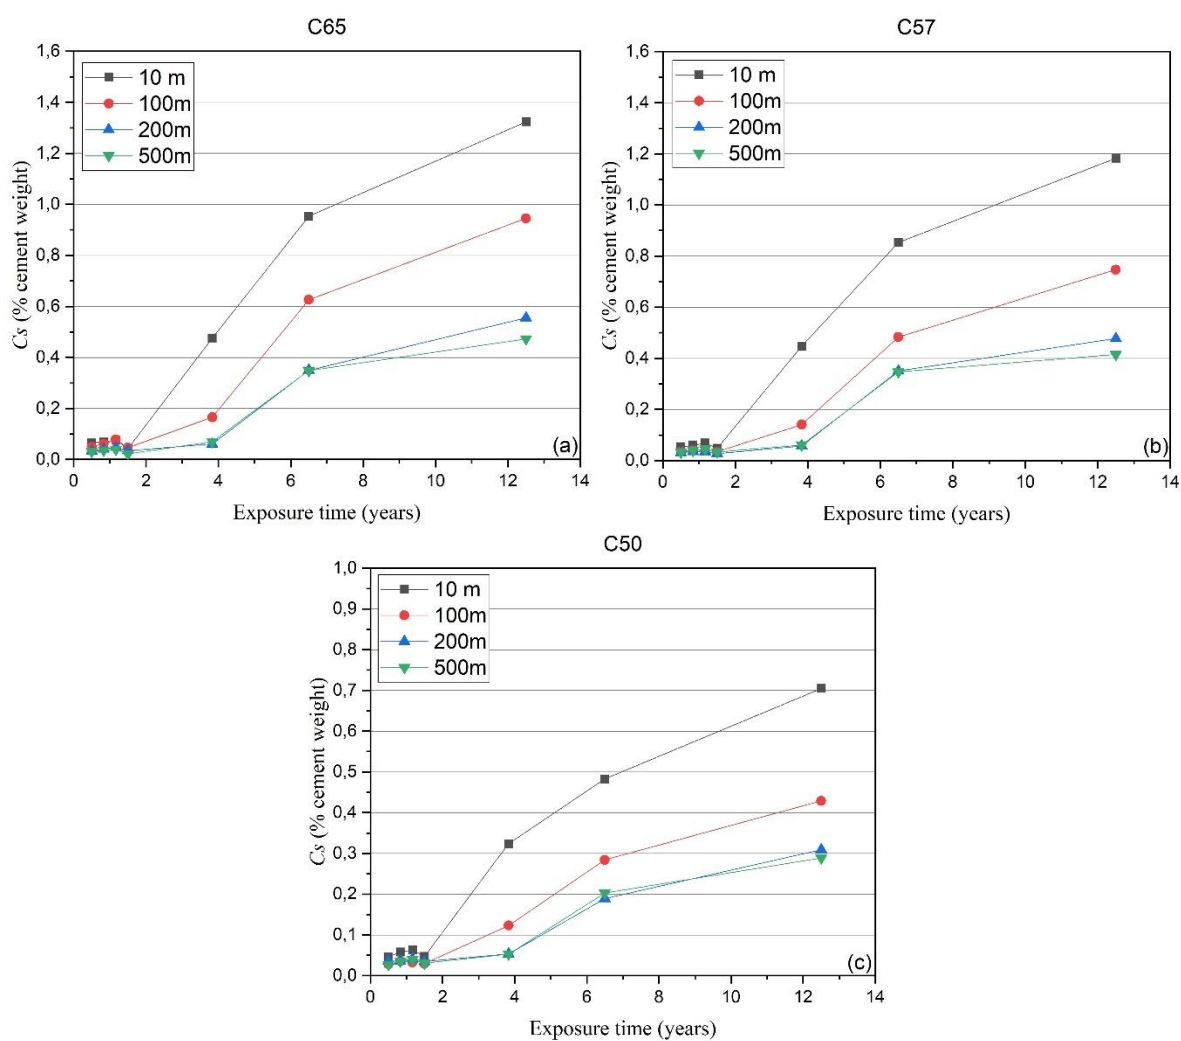 C65
1,6
1,4
1,2
1,0
0,8
0,6
0,4
0,2
0,0
Cs (% cement weight)
10 m
100m
200m
500m
(a)
0 2 4 6 8 10 12 14
Exposure time (years)
C57
1,6
1,4
1,2
1,0
0,8
0,6
0,4
0,2
0,0
Cs (% cement weight)
10 m
100m
200m
500m
(b)
0 2 4 6 8 10 12 14
Exposure time (years)
C50
1,0
0,9
0,8
0,7
0,6
0,5
0,4
0,3
0,2
0,1
0,0
Cs (% cement weight)
10 m
100m
200m
500m
(c)
0 2 4 6 8 10 12 14
Exposure time (years)